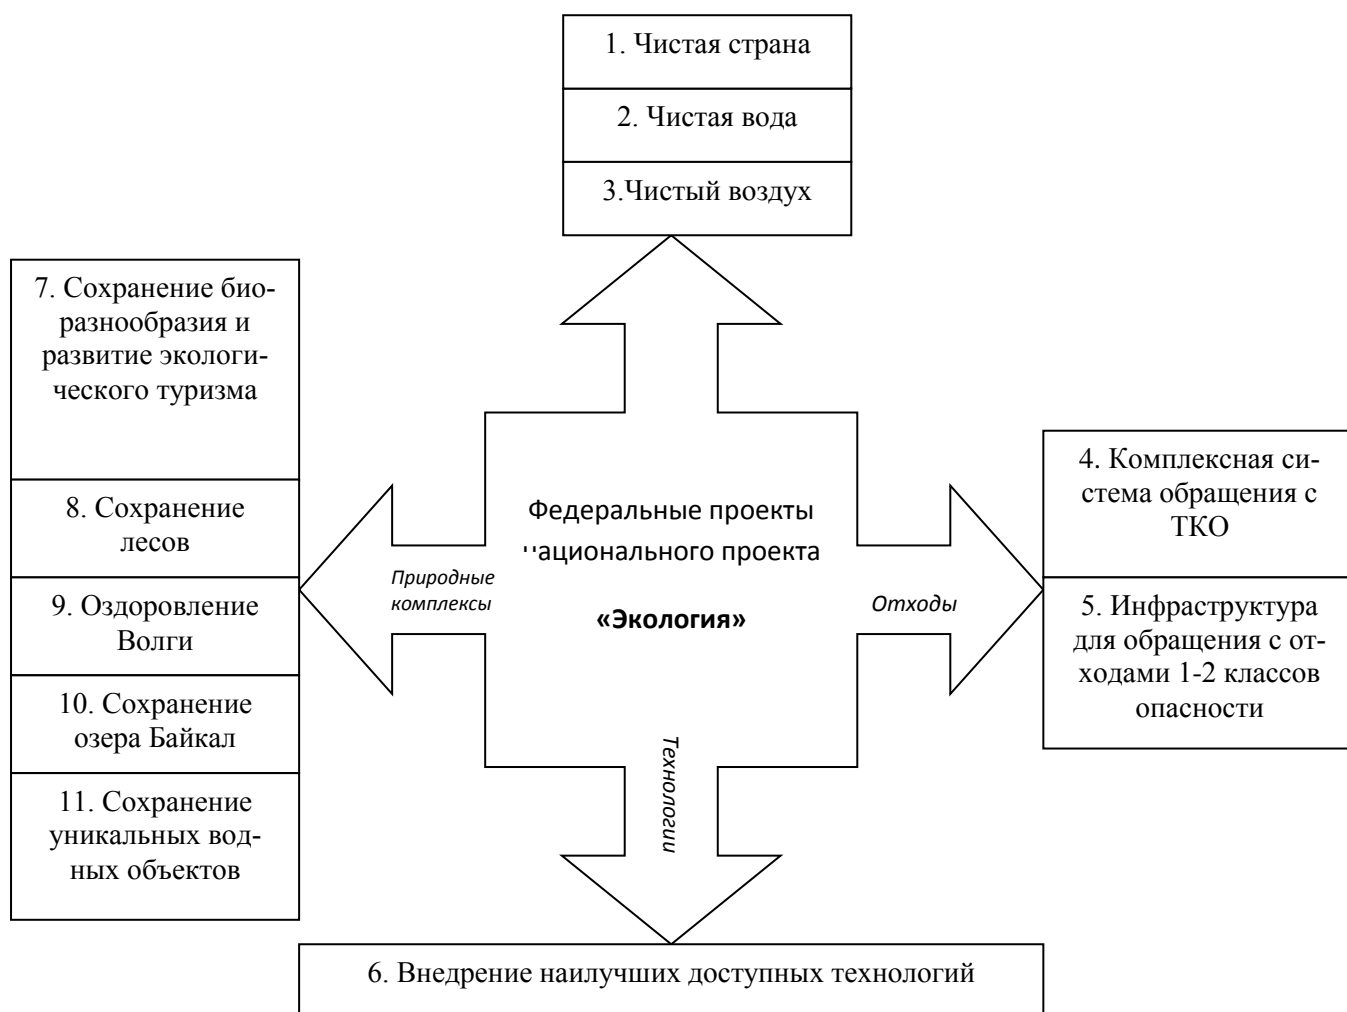 1. Чистая страна
2. Чистая вода
3.Чистый воздух
7. Сохранение био-
разнообразия и
развитие экологи-
ческого туризма
8. Сохранение
лесов
9. Оздоровление
Волги
10. Сохранение
озера Байкал
11. Сохранение
уникальных вод-
ных объектов
Природные
комплексы
Федеральные проекты
национального проекта
«Экология»
Отходы
Технологии
4. Комплексная си-
стема обращения с
ТКО
5. Инфраструктура
для обращения с от-
ходами 1-2 классов
опасности
6. Внедрение наилучших доступных технологий